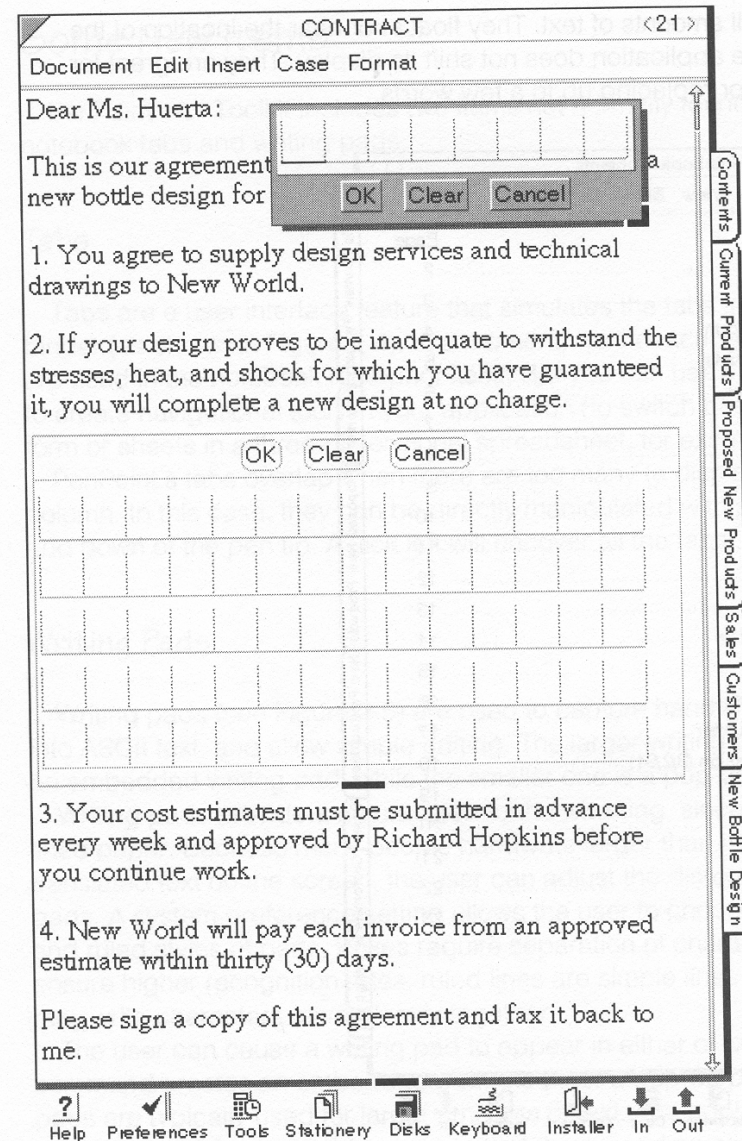 CONTRACT <21>
Document Edit Insert Case Format
Dear Ms. Huerta:
This is our agreement a
new bottle design for
OK Clear Cancel
1. You agree to supply design services and technical
drawings to New World.
2. If your design proves to be inadequate to withstand the
stresses, heat, and shock for which you have guaranteed
it, you will complete a new design at no charge.
OK Clear Cancel
3. Your cost estimates must be submitted in advance
every week and approved by Richard Hopkins before
you continue work.
4. New World will pay each invoice from an approved
estimate within thirty (30) days.
Please sign a copy of this agreement and fax it back to
me.
Contents
Current Products
Proposed New Products
Sales
Customers
New Bottle Design
Help Preferences Tools Stationery Disks Keyboard Installer In Out